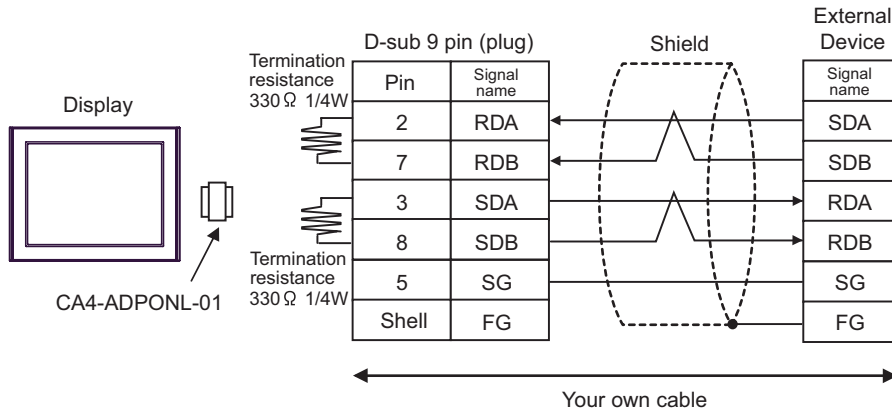 External
Device
D-sub 9 pin (plug)
Shield
Termination
resistance
330Ω 1/4W
Pin
Signal
name
Signal
name
Display
2
RDA
SDA
7
RDB
SDB
3
SDA
RDA
8
SDB
RDB
Termination
resistance
330Ω 1/4W
5
SG
SG
CA4-ADPONL-01
Shell
FG
FG
Your own cable